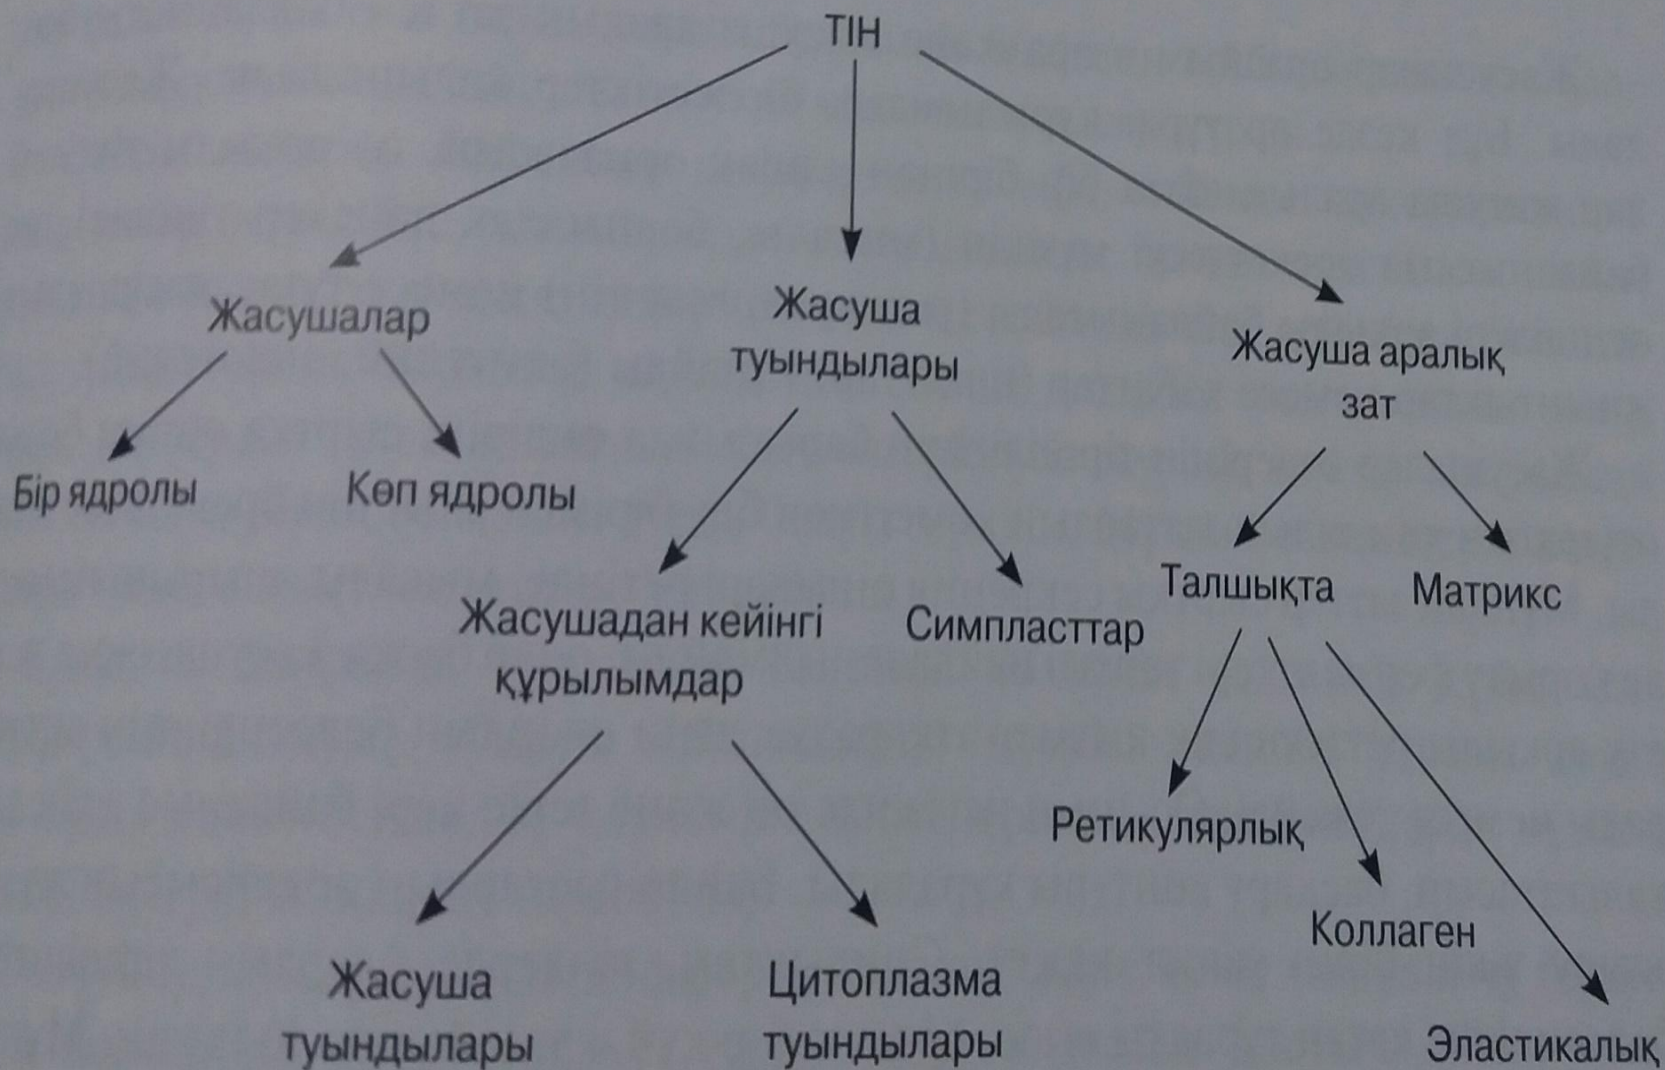 ТІН
Жасушалар
Жасуша
туындылары
Жасуша аралық
зат
Бір ядролы
Көп ядролы
Жасушадан кейінгі
құрылымдар
Симпласттар
Талшықта
Матрикс
Ретикулярлық
Коллаген
Эластикалық
Жасуша
туындылары
Цитоплазма
туындылары